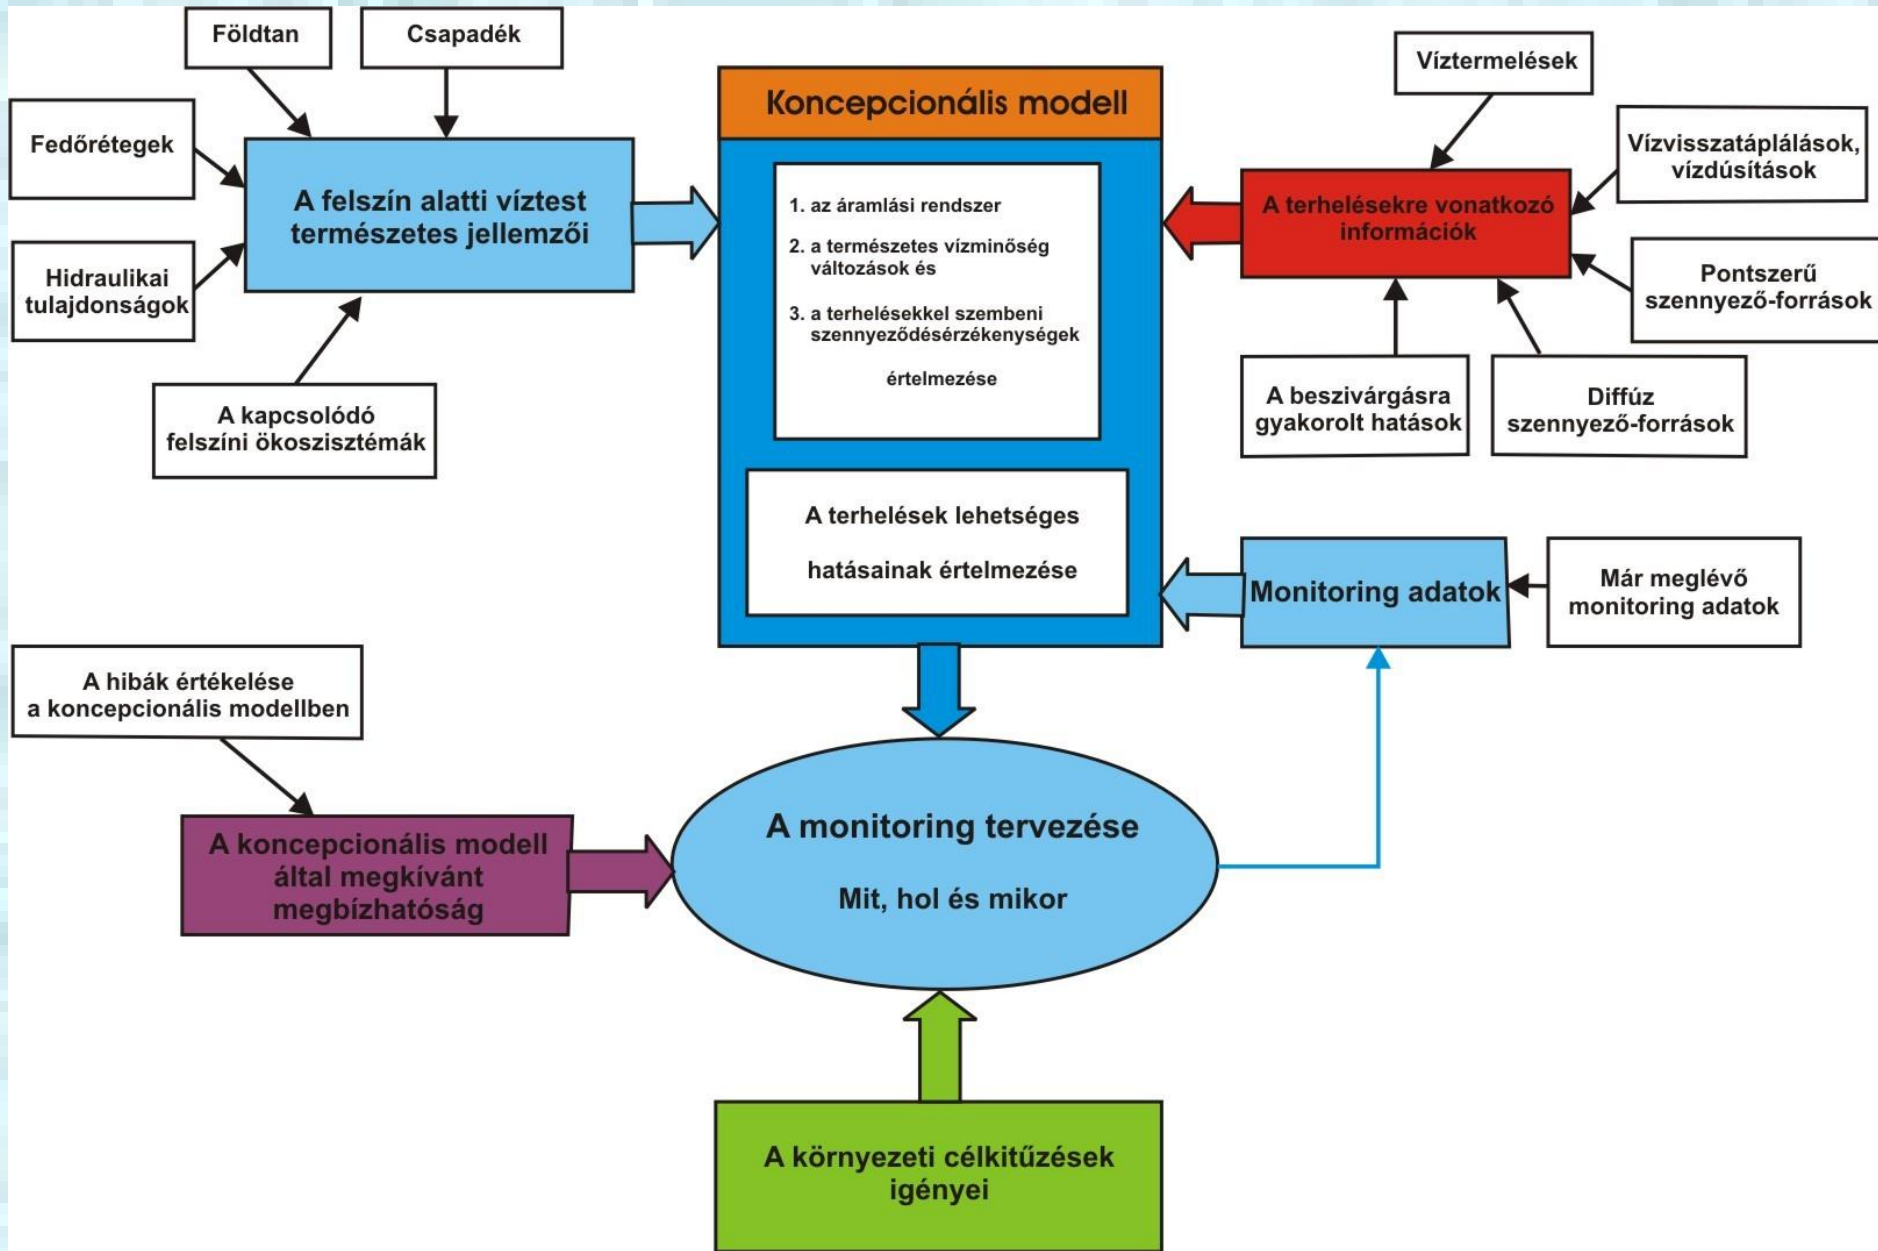 Földtan
Csapadék
Fedőrétegek
A felszín alatti víztest
természetes jellemzői
Hidraulikai
tulajdonságok
A kapcsolódó
felszíni ökoszisztémák
Koncepcionális modell
1. az áramlási rendszer
2. a természetes vízminőség
változások és
3. a terhelésekkel szembeni
szennyeződésérzékenységek
értelmezése
A terhelések lehetséges
hatásainak értelmezése
Víztermelések
Vízvisszatáplálások,
vízdúsítások
A terhelésekre vonatkozó
információk
Pontszerű
szennyező-források
A beszivárgásra
gyakorolt hatások
Diffúz
szennyező-források
Monitoring adatok
Már meglévő
monitoring adatok
A hibák értékelése
a koncepcionális modellben
A koncepcionális modell
által megkívánt
megbízhatóság
A monitoring tervezése
Mit, hol és mikor
A környezeti célkitűzések
igényei